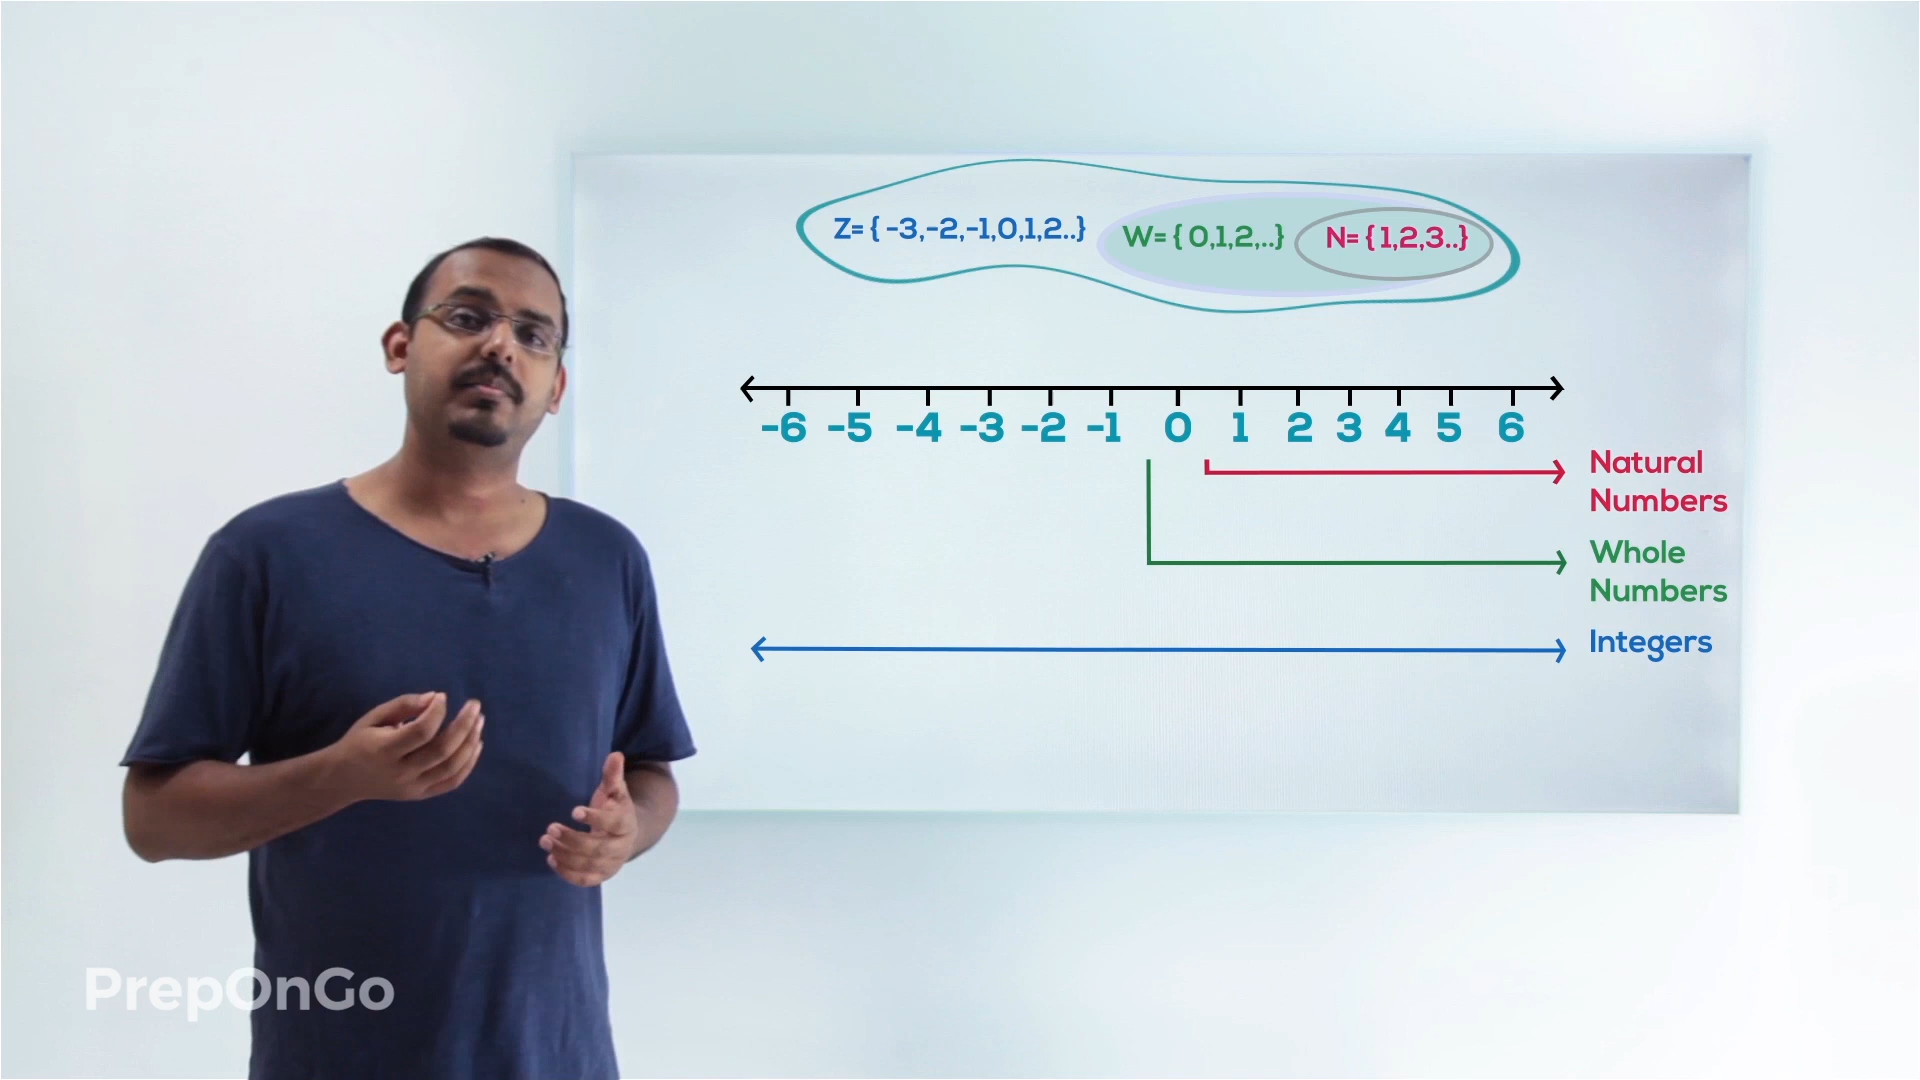 Z= { -3,-2,-1,0,1,2..}
W= { 0,1,2,..}
N= { 1,2,3..}
-6 -5 -4 -3 -2 -1 0 1 2 3 4 5 6
Natural
Numbers
Whole
Numbers
Integers
PrepOnGo